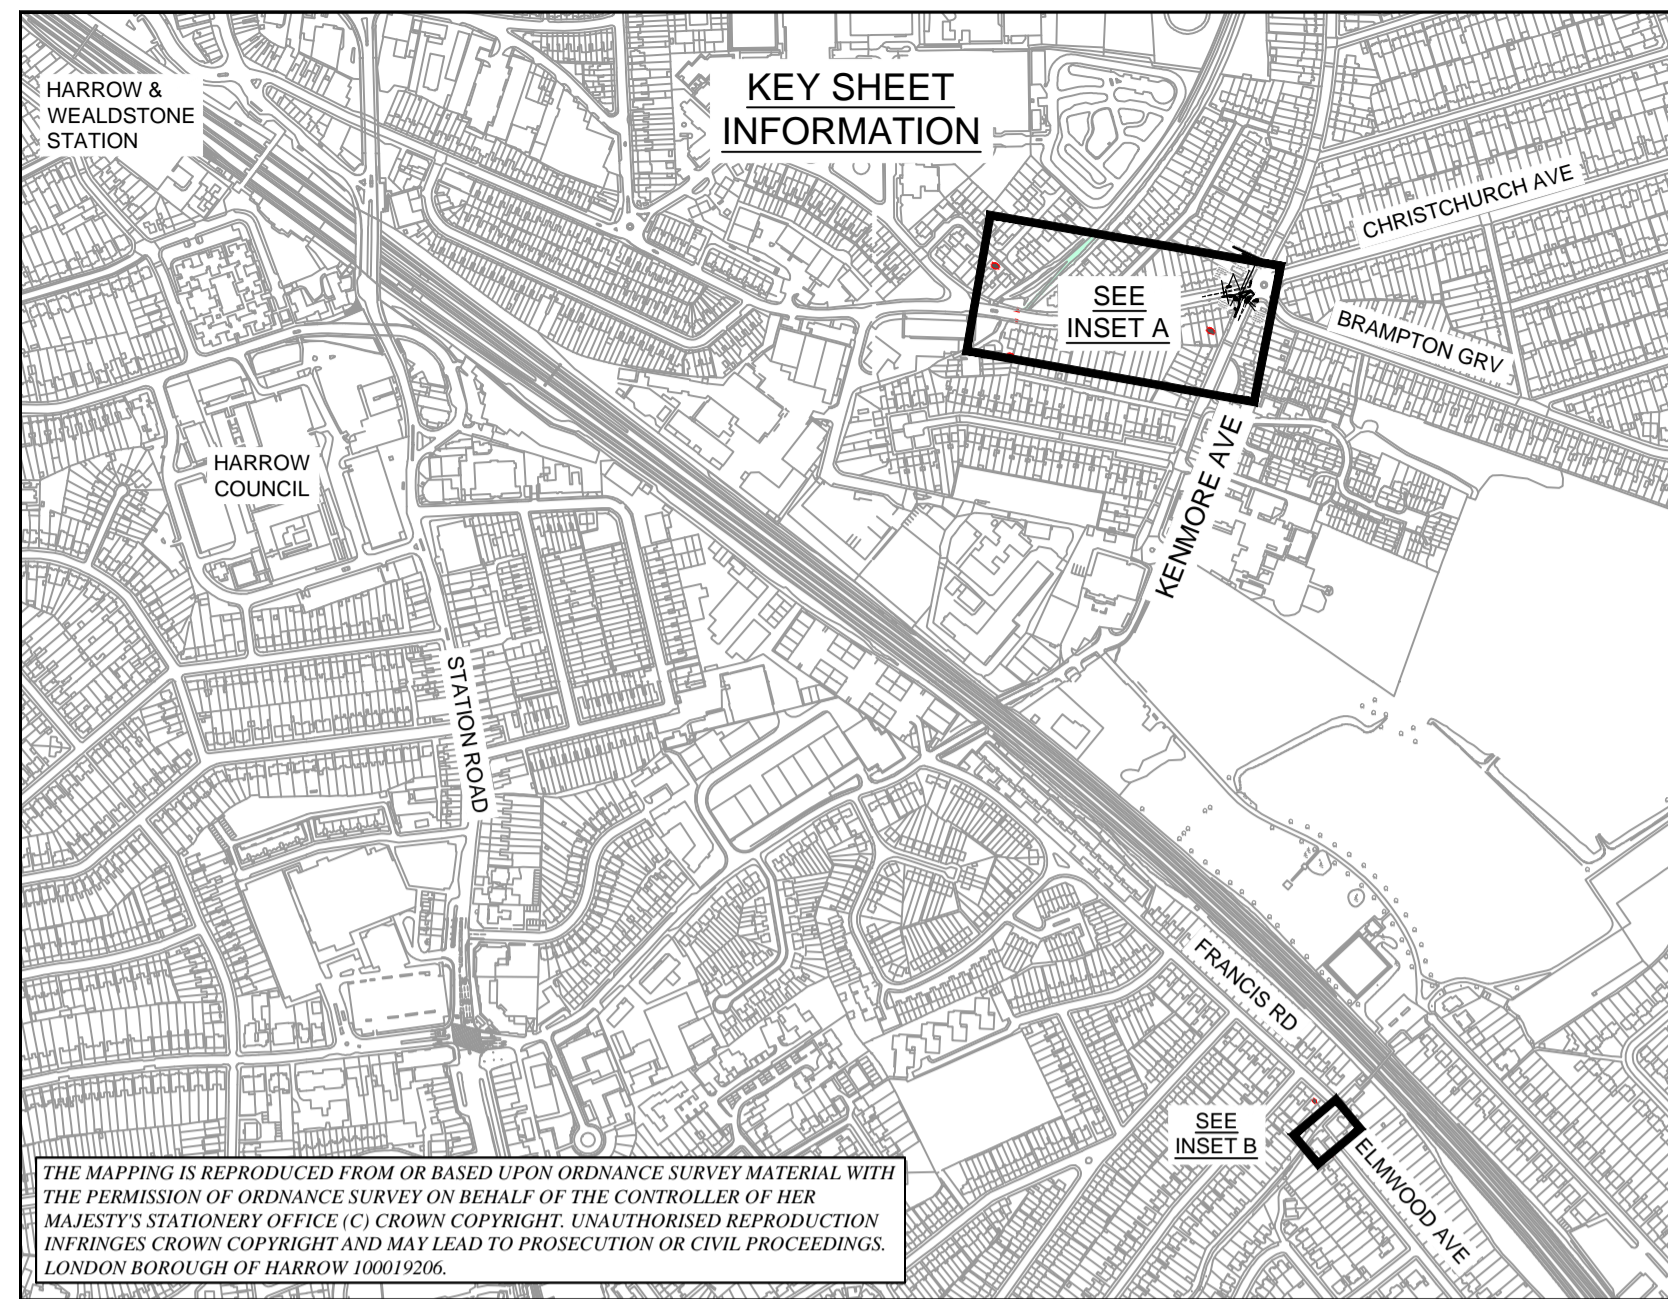 HARROW &
WEALDSTONE
STATION
KEY SHEET
INFORMATION
CHRISTCHURCH AVE
SEE
INSET A
BRAMPTON GRV
KENMORE AVE
HARROW
COUNCIL
STATION ROAD
FRANCIS RD
SEE
INSET B
ELMWOOD AVE
THE MAPPING IS REPRODUCED FROM OR BASED UPON ORDNANCE SURVEY MATERIAL WITH
THE PERMISSION OF ORDNANCE SURVEY ON BEHALF OF THE CONTROLLER OF HER
MAJESTY'S STATIONERY OFFICE (C) CROWN COPYRIGHT. UNAUTHORISED REPRODUCTION
INFRINGES CROWN COPYRIGHT AND MAY LEAD TO PROSECUTION OR CIVIL PROCEEDINGS.
LONDON BOROUGH OF HARROW 100019206.